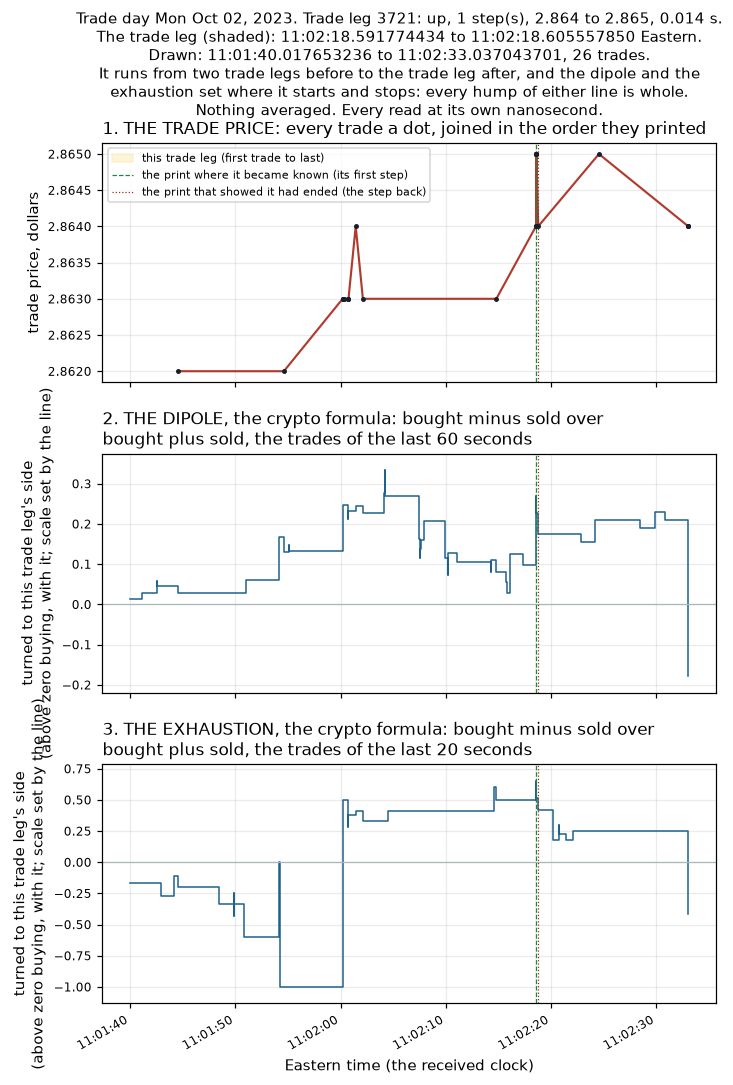 Trade day Mon Oct 02, 2023. Trade leg 3721: up, 1 step(s), 2.864 to 2.865, 0.014 s.
The trade leg (shaded): 11:02:18.591774434 to 11:02:18.605557850 Eastern.
Drawn: 11:01:40.017653236 to 11:02:33.037043701, 26 trades.
It runs from two trade legs before to the trade leg after, and the dipole and the
exhaustion set where it starts and stops: every hump of either line is whole.
Nothing averaged. Every read at its own nanosecond.
1. THE TRADE PRICE: every trade a dot, joined in the order they printed
this trade leg (first trade to last)
the print where it became known (its first step)
the print that showed it had ended (the step back)
trade price, dollars
2.8650
2.8645
2.8640
2.8635
2.8630
2.8625
2.8620
2. THE DIPOLE, the crypto formula: bought minus sold over
bought plus sold, the trades of the last 60 seconds
turned to this trade leg's side
(above zero buying, with it; scale set by the line)
0.3
0.2
0.1
0.0
−0.1
−0.2
3. THE EXHAUSTION, the crypto formula: bought minus sold over
bought plus sold, the trades of the last 20 seconds
turned to this trade leg's side
(above zero buying, with it; scale set by the line)
0.75
0.50
0.25
0.00
−0.25
−0.50
−0.75
−1.00
11:01:40
11:01:50
11:02:00
11:02:10
11:02:20
11:02:30
Eastern time (the received clock)